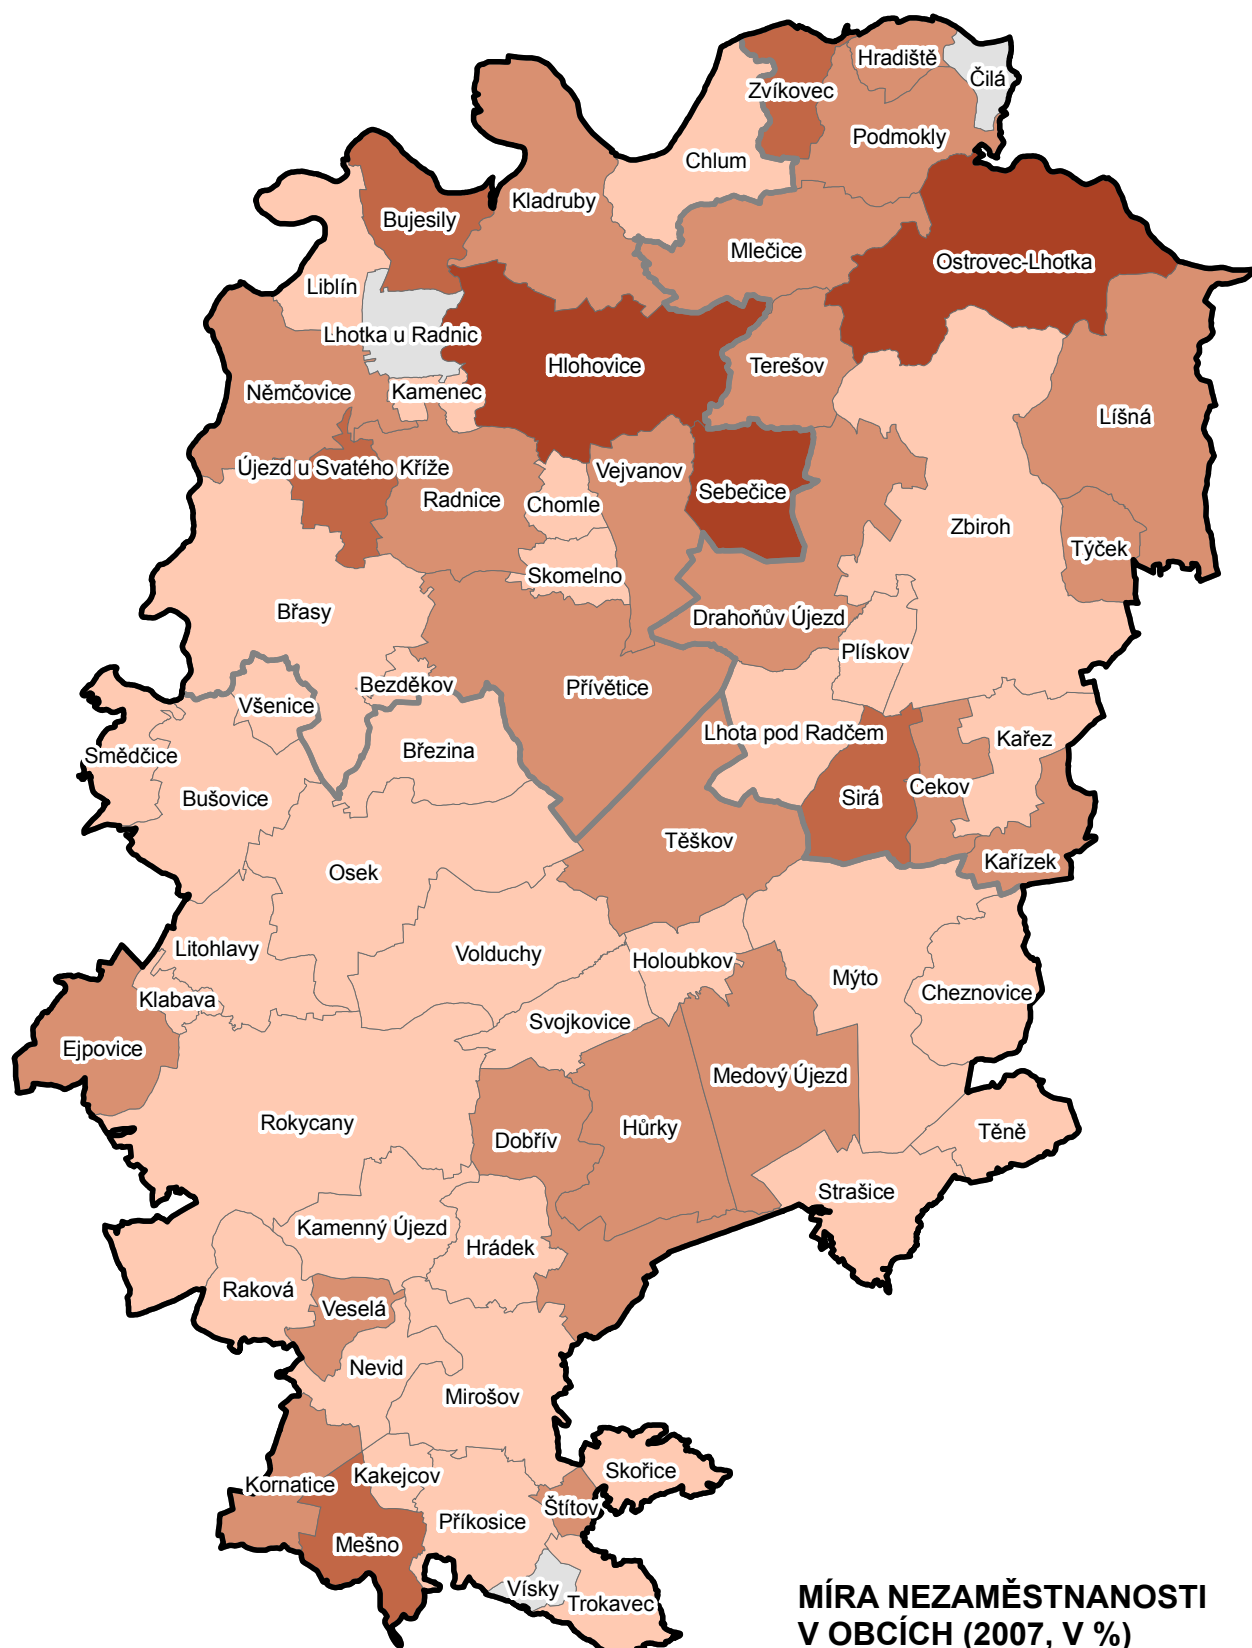 Hradiště
Čilá
Zvíkovec
Podmokly
Chlum
Kladruby
Bujesily
Mlečice
Ostrovec-Lhotka
Liblín
Lhotka u Radnic
Hlohovice
Terešov
Němčovice
Kamenec
Líšná
Újezd u Svatého Kříže
Vejvanov
Radnice
Chomle
Sebečice
Zbiroh
Týček
Skomelno
Břasy
Drahoňův Újezd
Plískov
Bezděkov
Přívětice
Všenice
Lhota pod Radčem
Kařez
Smědčice
Březina
Bušovice
Sirá
Cekov
Těškov
Kařízek
Osek
Litohlavy
Volduchy
Holoubkov
Mýto
Cheznovice
Klabava
Svojkovice
Ejpovice
Medový Újezd
Rokycany
Dobřív
Hůrky
Těně
Strašice
Kamenný Újezd
Hrádek
Raková
Veselá
Nevid
Mirošov
Skořice
Kakejcov
Kornatice
Štítov
Příkosice
Mešno
Vísky
Trokavec
MÍRA NEZAMĚSTNANOSTI
V OBCÍCH (2007, V %)